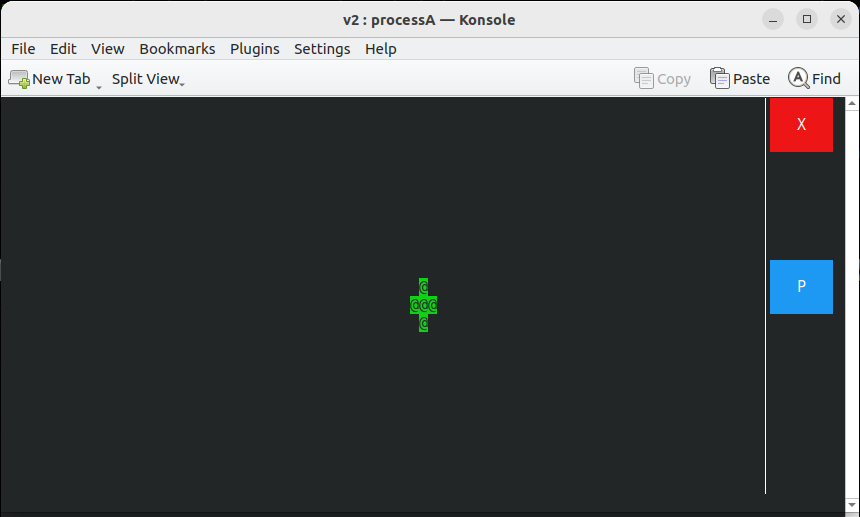 v2 : processA — Konsole
File Edit View Bookmarks Plugins Settings Help
New Tab Split View Copy Paste Find
X
@
P
@@@
@